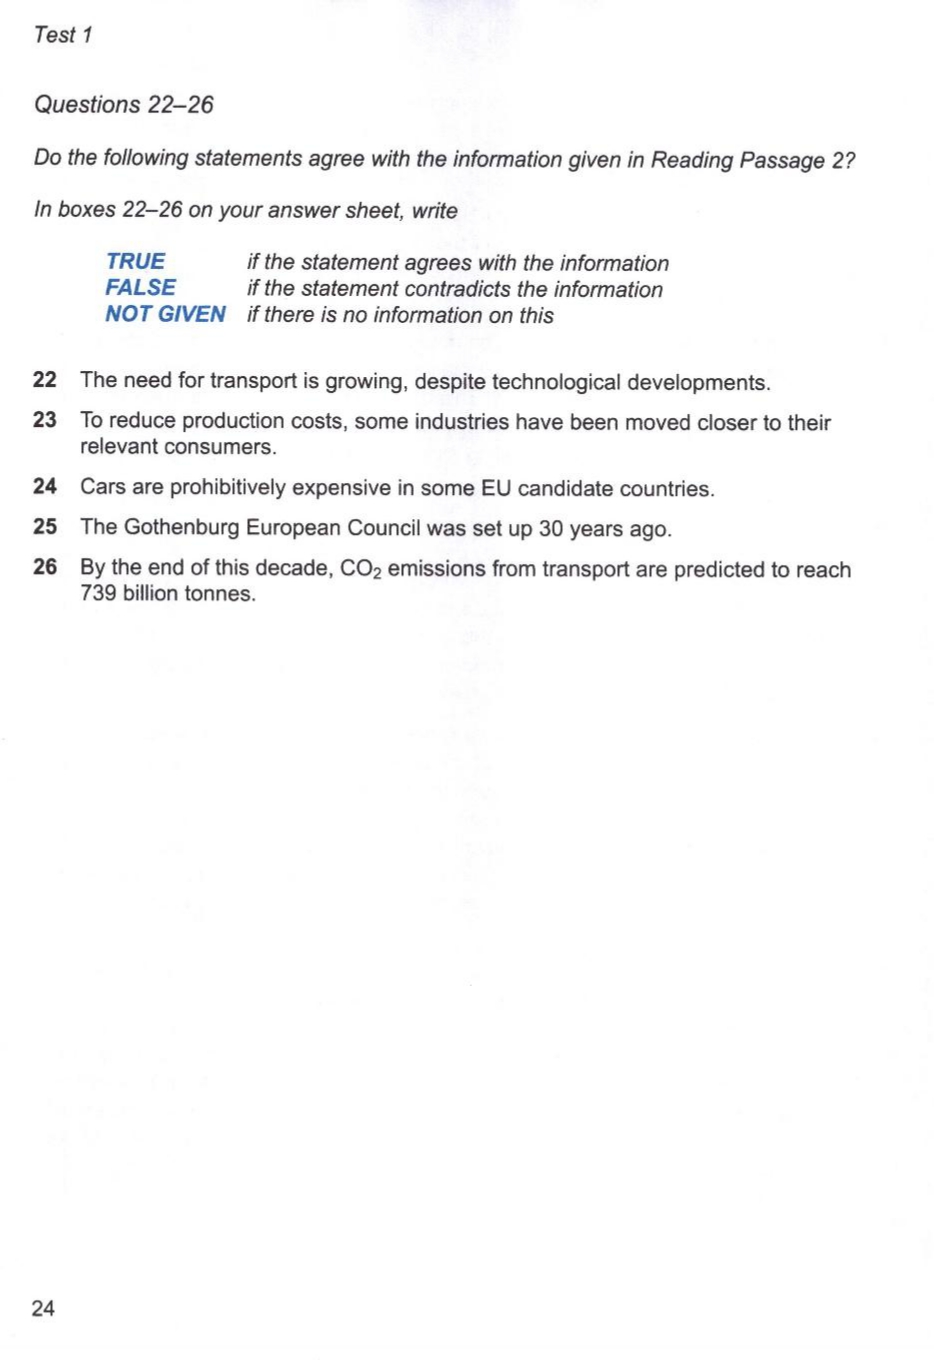 Test 1
Questions 22–26
Do the following statements agree with the information given in Reading Passage 2?
In boxes 22–26 on your answer sheet, write
TRUE if the statement agrees with the information
FALSE if the statement contradicts the information
NOT GIVEN if there is no information on this
22 The need for transport is growing, despite technological developments.
23 To reduce production costs, some industries have been moved closer to their
relevant consumers.
24 Cars are prohibitively expensive in some EU candidate countries.
25 The Gothenburg European Council was set up 30 years ago.
26 By the end of this decade, CO₂ emissions from transport are predicted to reach
739 billion tonnes.
24